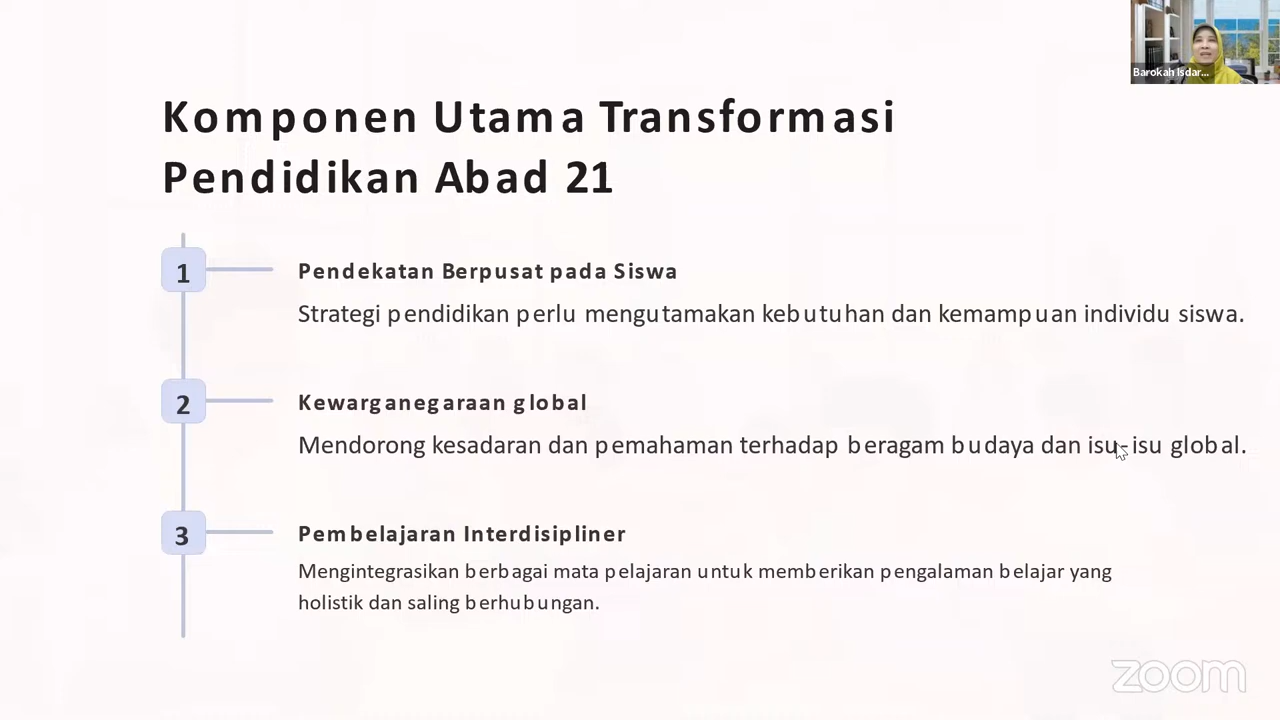 Barokah Isdar...
Komponen Utama Transformasi
Pendidikan Abad 21
1
Pendekatan Berpusat pada Siswa
Strategi pendidikan perlu mengutamakan kebutuhan dan kemampuan individu siswa.
2
Kewarganegaraan global
Mendorong kesadaran dan pemahaman terhadap beragam budaya dan isu-isu global.
3
Pembelajaran Interdisipliner
Mengintegrasikan berbagai mata pelajaran untuk memberikan pengalaman belajar yang
holistik dan saling berhubungan.
zoom